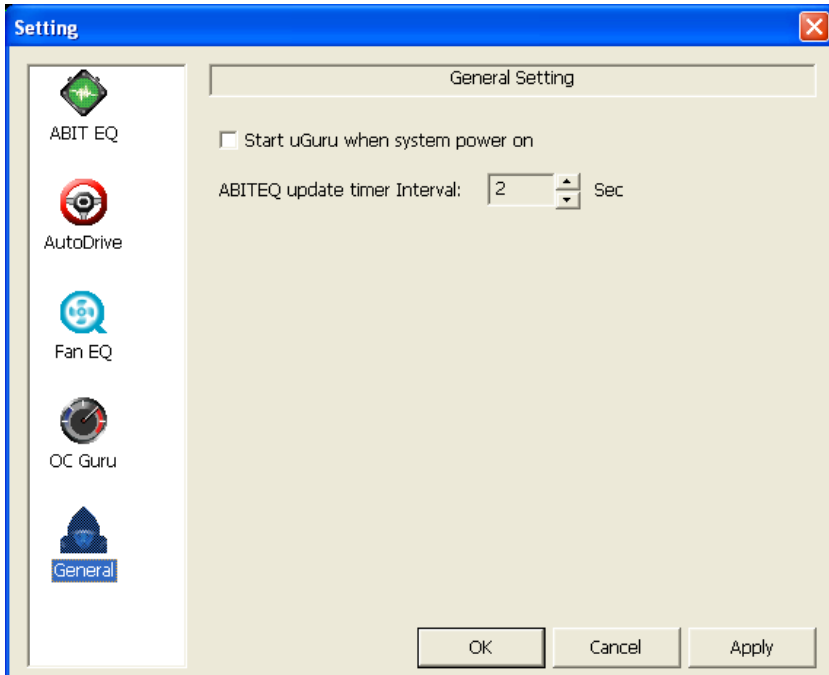 Setting
ABIT EQ
AutoDrive
Fan EQ
OC Guru
General
General Setting
Start uGuru when system power on
ABITEQ update timer Interval: 2 Sec
OK Cancel Apply